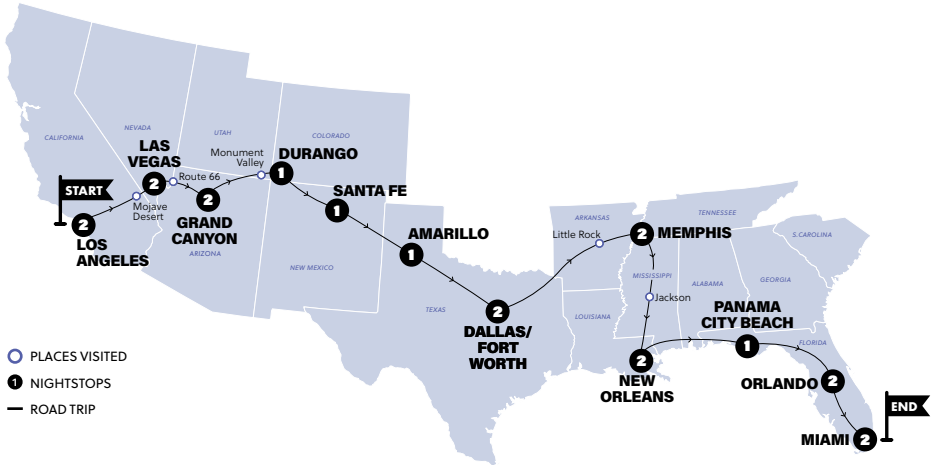 CALIFORNIA
NEVADA
UTAH
COLORADO
START
2
LOS
ANGELES
Mojave
Desert
LAS
VEGAS
2
Route 66
2
GRAND
CANYON
ARIZONA
Monument
Valley
1
DURANGO
SANTA FE
1
NEW MEXICO
AMARILLO
1
TEXAS
2
DALLAS/
FORT
WORTH
ARKANSAS
Little Rock
2
MEMPHIS
TENNESSEE
S.CAROLINA
MISSISSIPPI
ALABAMA
GEORGIA
Jackson
LOUISIANA
2
NEW
ORLEANS
PANAMA
CITY BEACH
1
FLORIDA
ORLANDO
2
MIAMI
2
END
PLACES VISITED
1 NIGHTSTOPS
ROAD TRIP